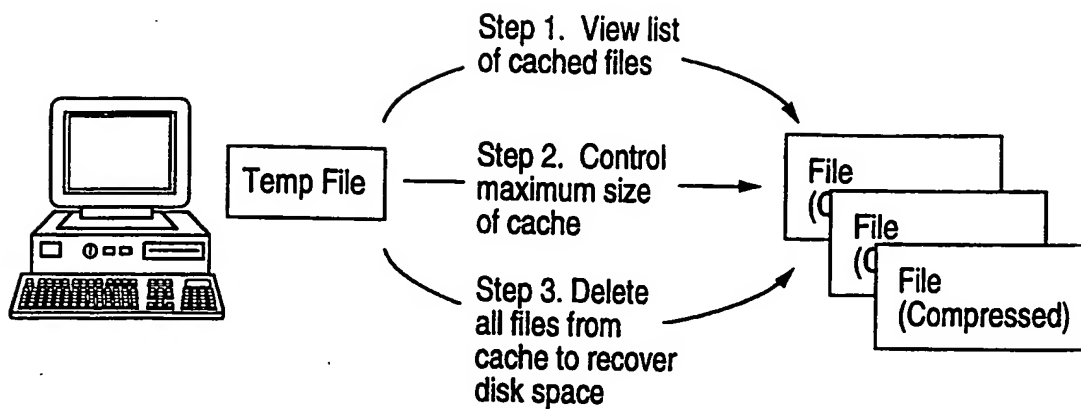 Step 1. View list
of cached files
Temp File
Step 2. Control
maximum size
of cache
Step 3. Delete
all files from
cache to recover
disk space
File
(C
File
(C
File
(Compressed)